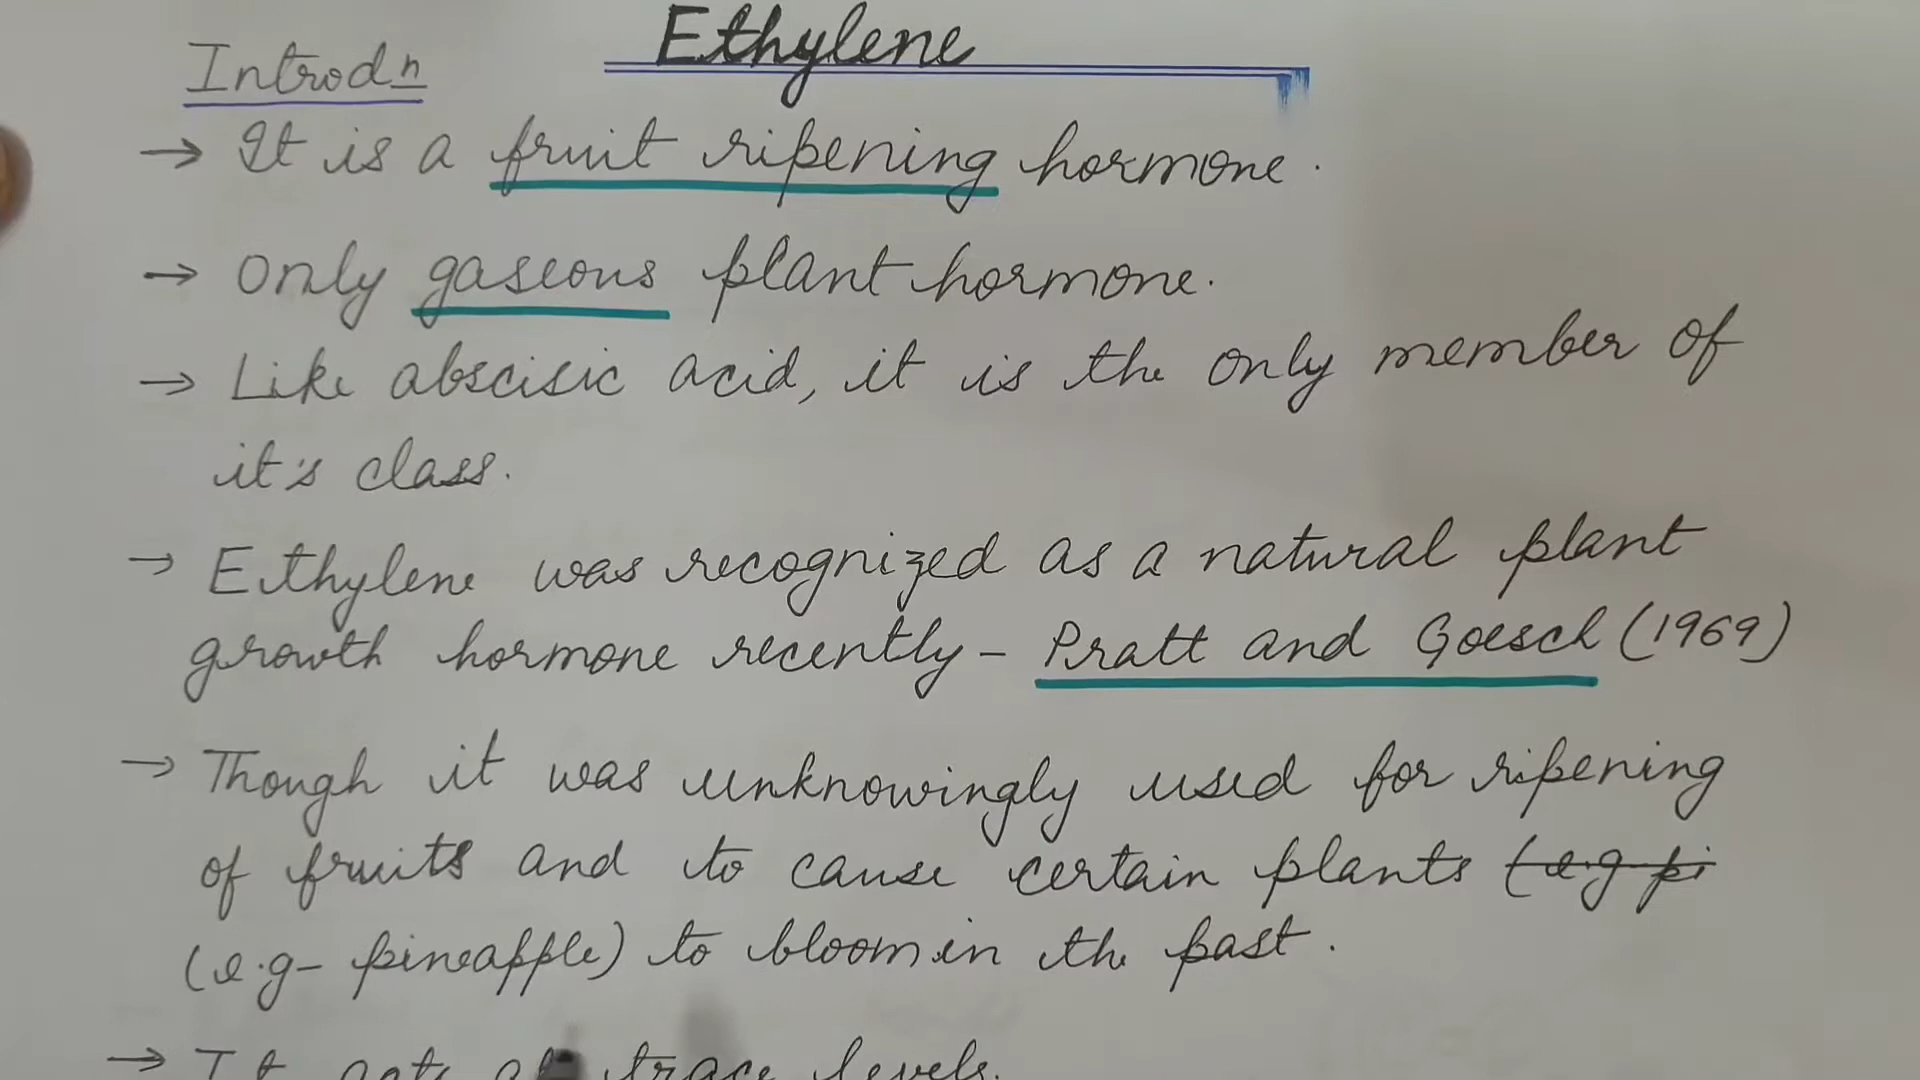 Ethylene
Introdn
→ It is a fruit ripening hormone.
→ Only gaseous plant hormone.
→ Like abscisic acid, it is the only member of
it's class.
→ Ethylene was recognized as a natural plant
growth hormone recently - Pratt and Goesch (1969)
→ Though it was unknowingly used for ripening
of fruits and to cause certain plants (e.g pi
(e.g- pineapple) to bloom in the past.
→ It acts at trace levels.